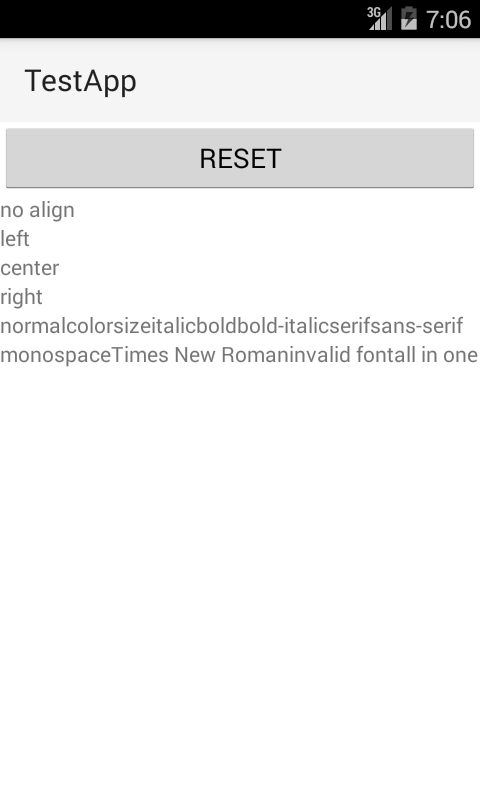 3G 7:06
TestApp
RESET
no align
left
center
right
normalcolorsizeitalicboldbold-italicserifsans-serif
monospaceTimes New Romaninvalid fontall in one